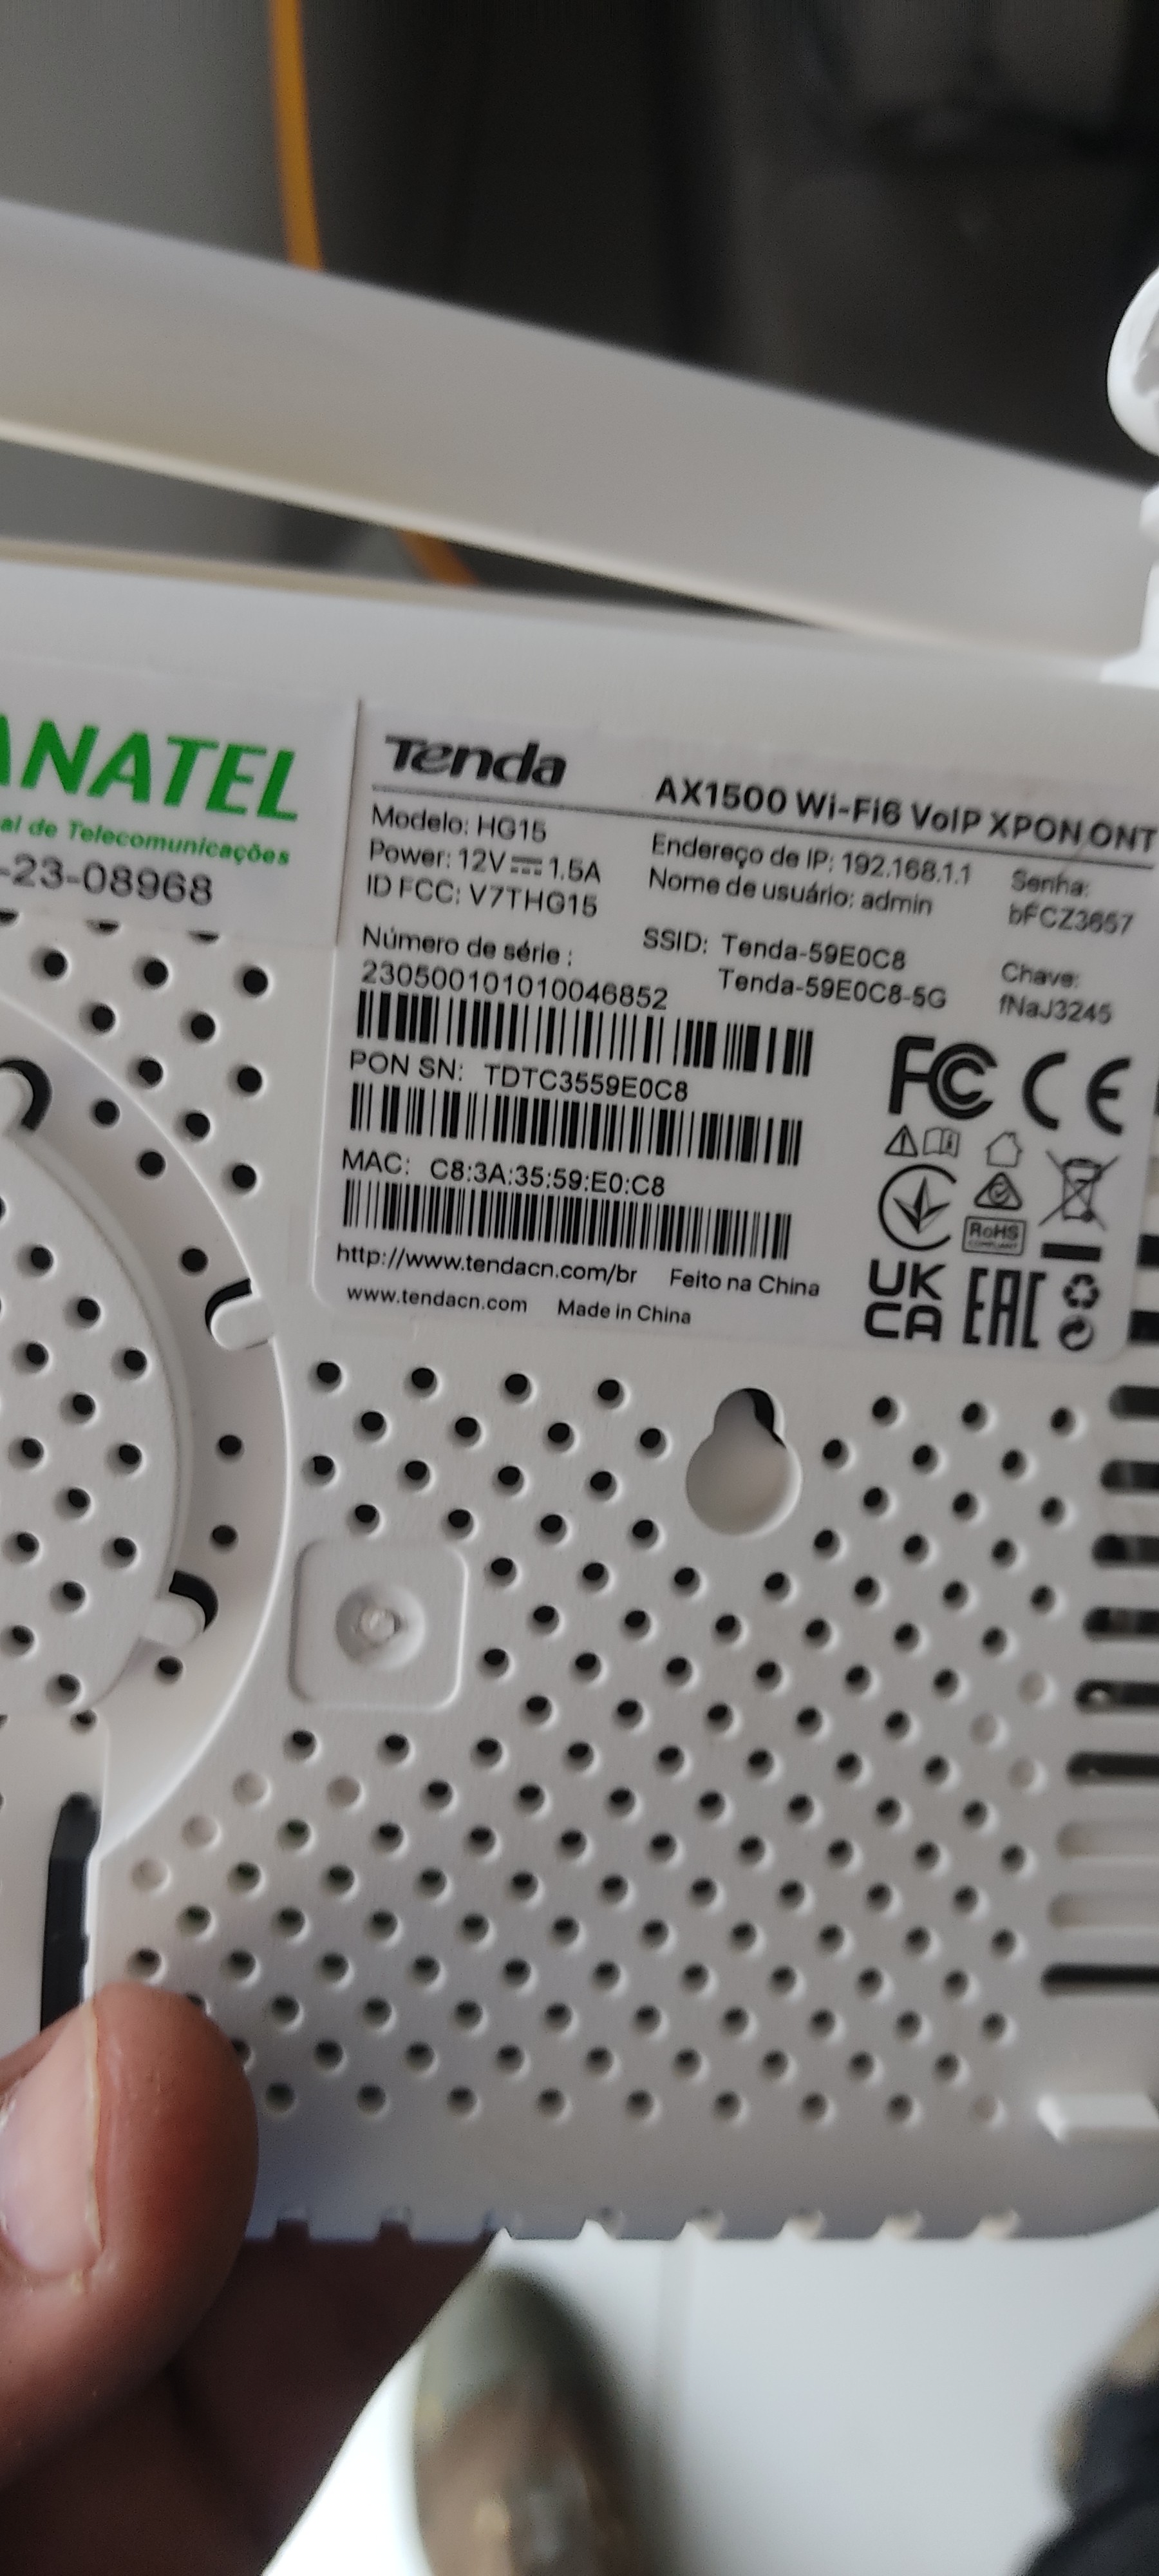 ANATEL
al de Telecomunicações
-23-08968
Tenda
AX1500 Wi-Fi6 VoIP XPON ONT
Modelo: HG15
Power: 12V⎓1.5A
ID FCC: V7THG15
Endereço de IP: 192.168.1.1
Nome de usuário: admin
Senha:
bFCZ3657
Número de série :
230500101010046852
SSID: Tenda-59E0C8
Tenda-59E0C8-5G
Chave:
fNaJ3245
PON SN: TDTC3559E0C8
MAC: C8:3A:35:59:E0:C8
http://www.tendacn.com/br Feito na China
www.tendacn.com Made in China
FC CE
RoHS
COMPLIANT
UK
CA
EAC